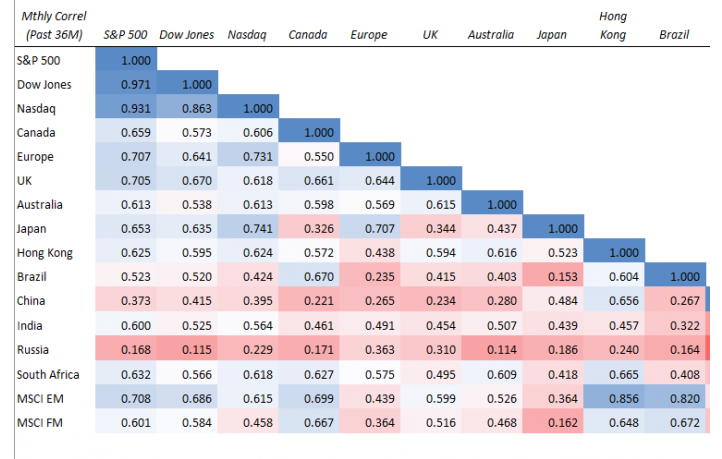 Mthly Correl Hong
(Past 36M) S&P 500 Dow Jones Nasdaq Canada Europe UK Australia Japan Kong Brazil
S&P 500 1.000
Dow Jones 0.971 1.000
Nasdaq 0.931 0.863 1.000
Canada 0.659 0.573 0.606 1.000
Europe 0.707 0.641 0.731 0.550 1.000
UK 0.705 0.670 0.618 0.661 0.644 1.000
Australia 0.613 0.538 0.613 0.598 0.569 0.615 1.000
Japan 0.653 0.635 0.741 0.326 0.707 0.344 0.437 1.000
Hong Kong 0.625 0.595 0.624 0.572 0.438 0.594 0.616 0.523 1.000
Brazil 0.523 0.520 0.424 0.670 0.235 0.415 0.403 0.153 0.604 1.000
China 0.373 0.415 0.395 0.221 0.265 0.234 0.280 0.484 0.656 0.267
India 0.600 0.525 0.564 0.461 0.491 0.454 0.507 0.439 0.457 0.322
Russia 0.168 0.115 0.229 0.171 0.363 0.310 0.114 0.186 0.240 0.164
South Africa 0.632 0.566 0.618 0.627 0.575 0.495 0.609 0.418 0.665 0.408
MSCI EM 0.708 0.686 0.615 0.699 0.439 0.599 0.526 0.364 0.856 0.820
MSCI FM 0.601 0.584 0.458 0.667 0.364 0.516 0.468 0.162 0.648 0.672